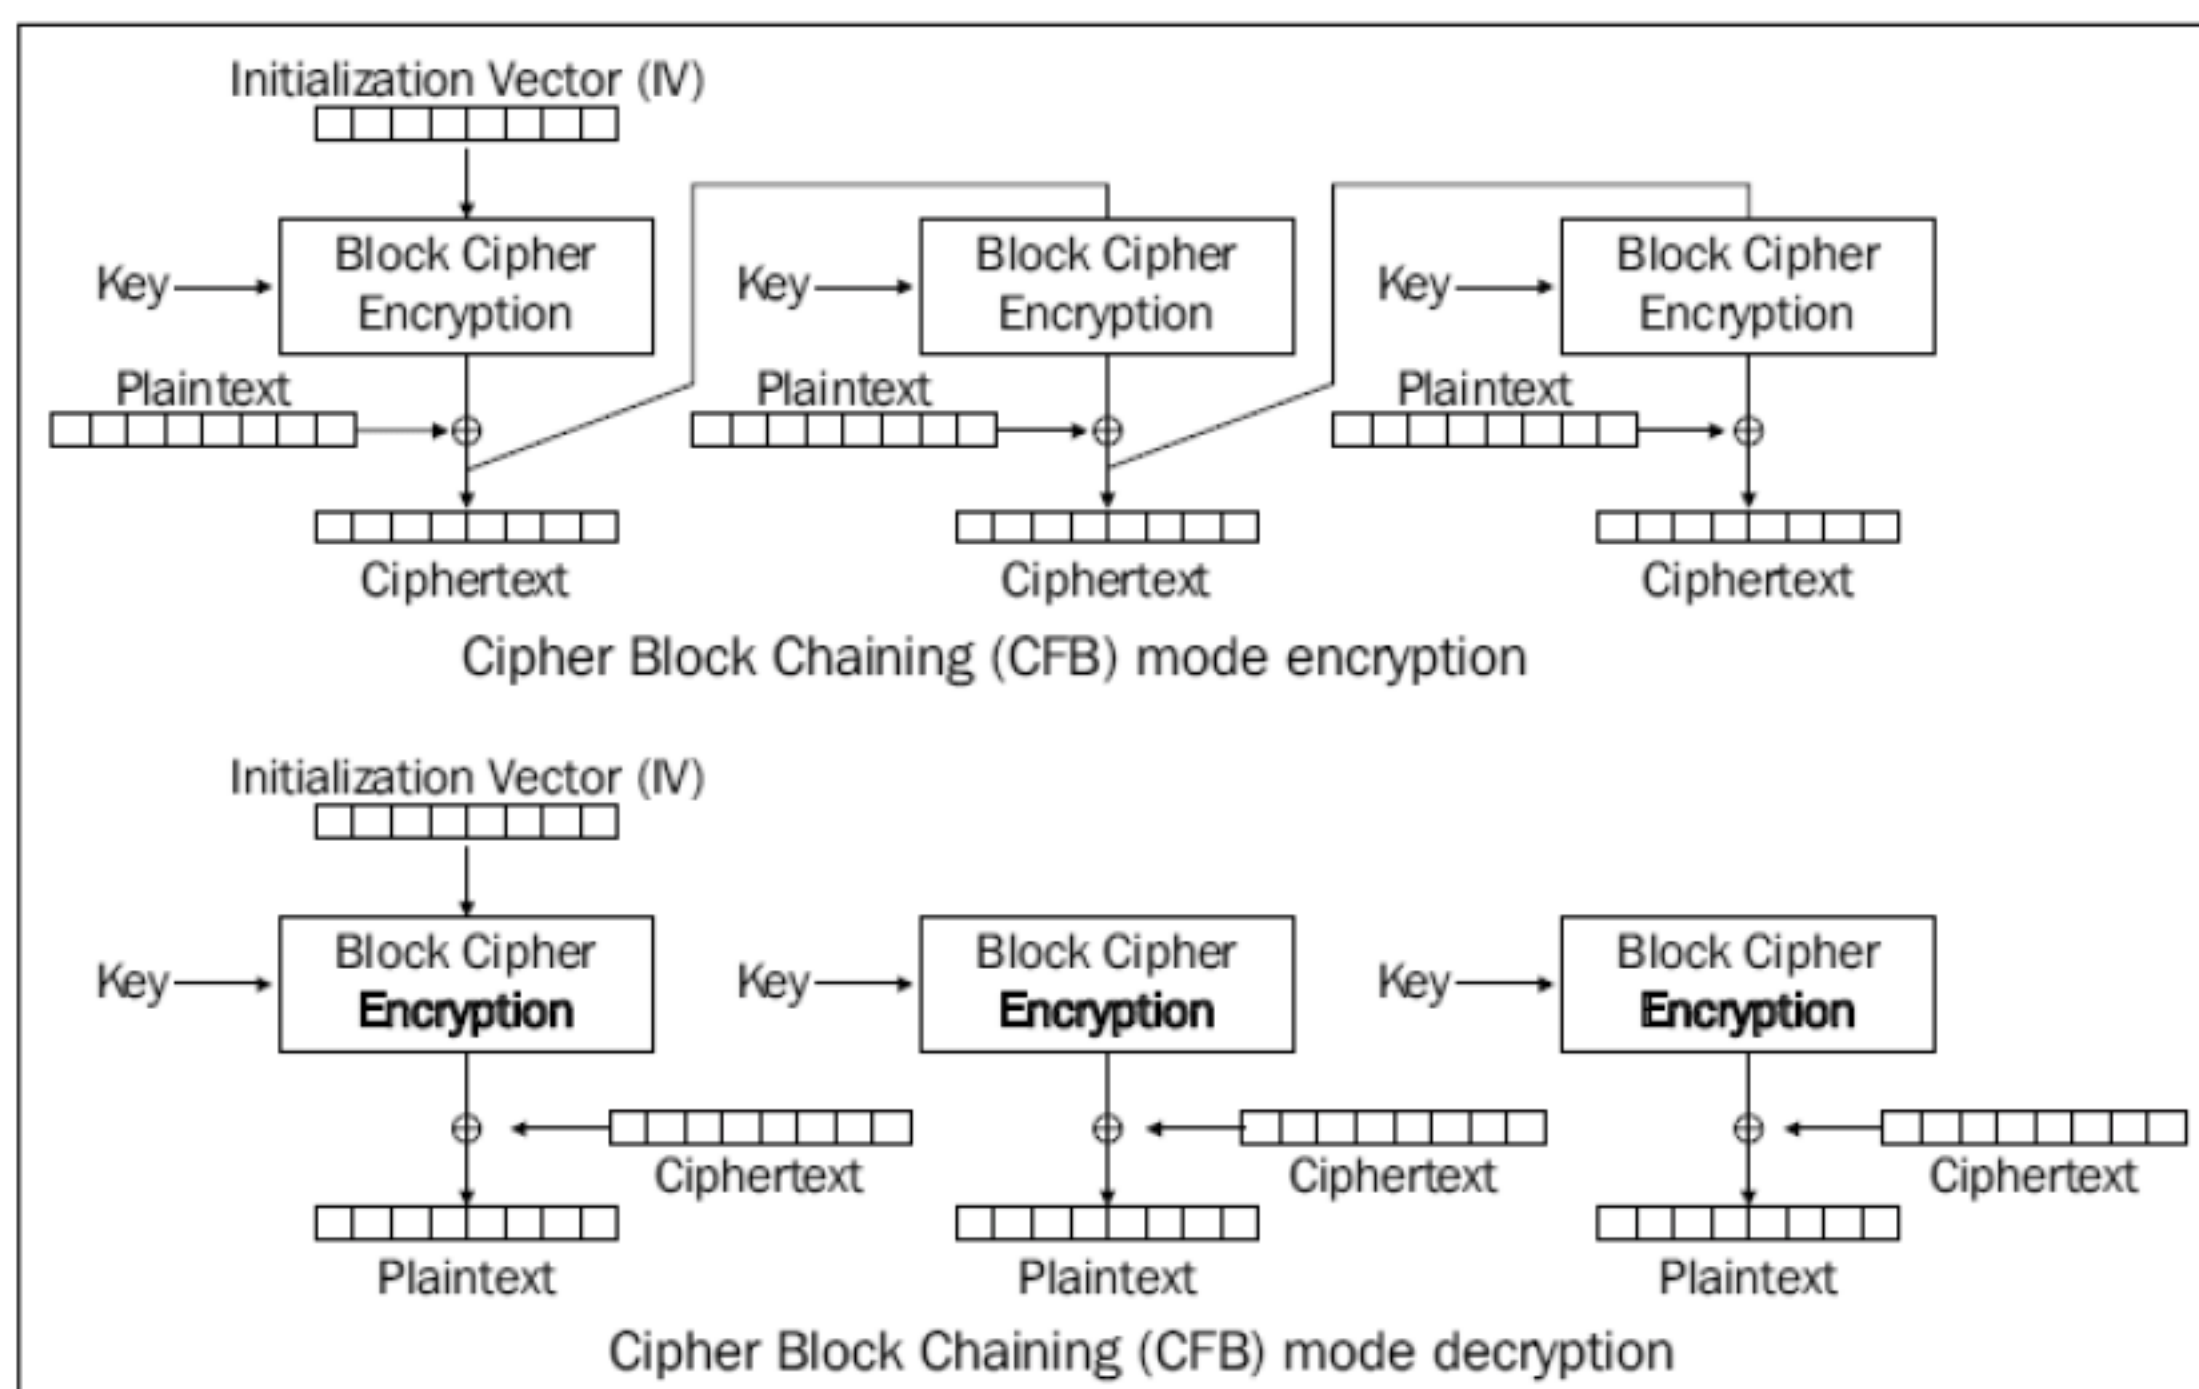 Initialization Vector (IV)
Block Cipher
Encryption
Key
Plaintext
Ciphertext
Block Cipher
Encryption
Key
Plaintext
Ciphertext
Block Cipher
Encryption
Key
Plaintext
Ciphertext
Cipher Block Chaining (CFB) mode encryption
Initialization Vector (IV)
Block Cipher
Encryption
Key
Ciphertext
Plaintext
Block Cipher
Encryption
Key
Ciphertext
Plaintext
Block Cipher
Encryption
Key
Ciphertext
Plaintext
Cipher Block Chaining (CFB) mode decryption